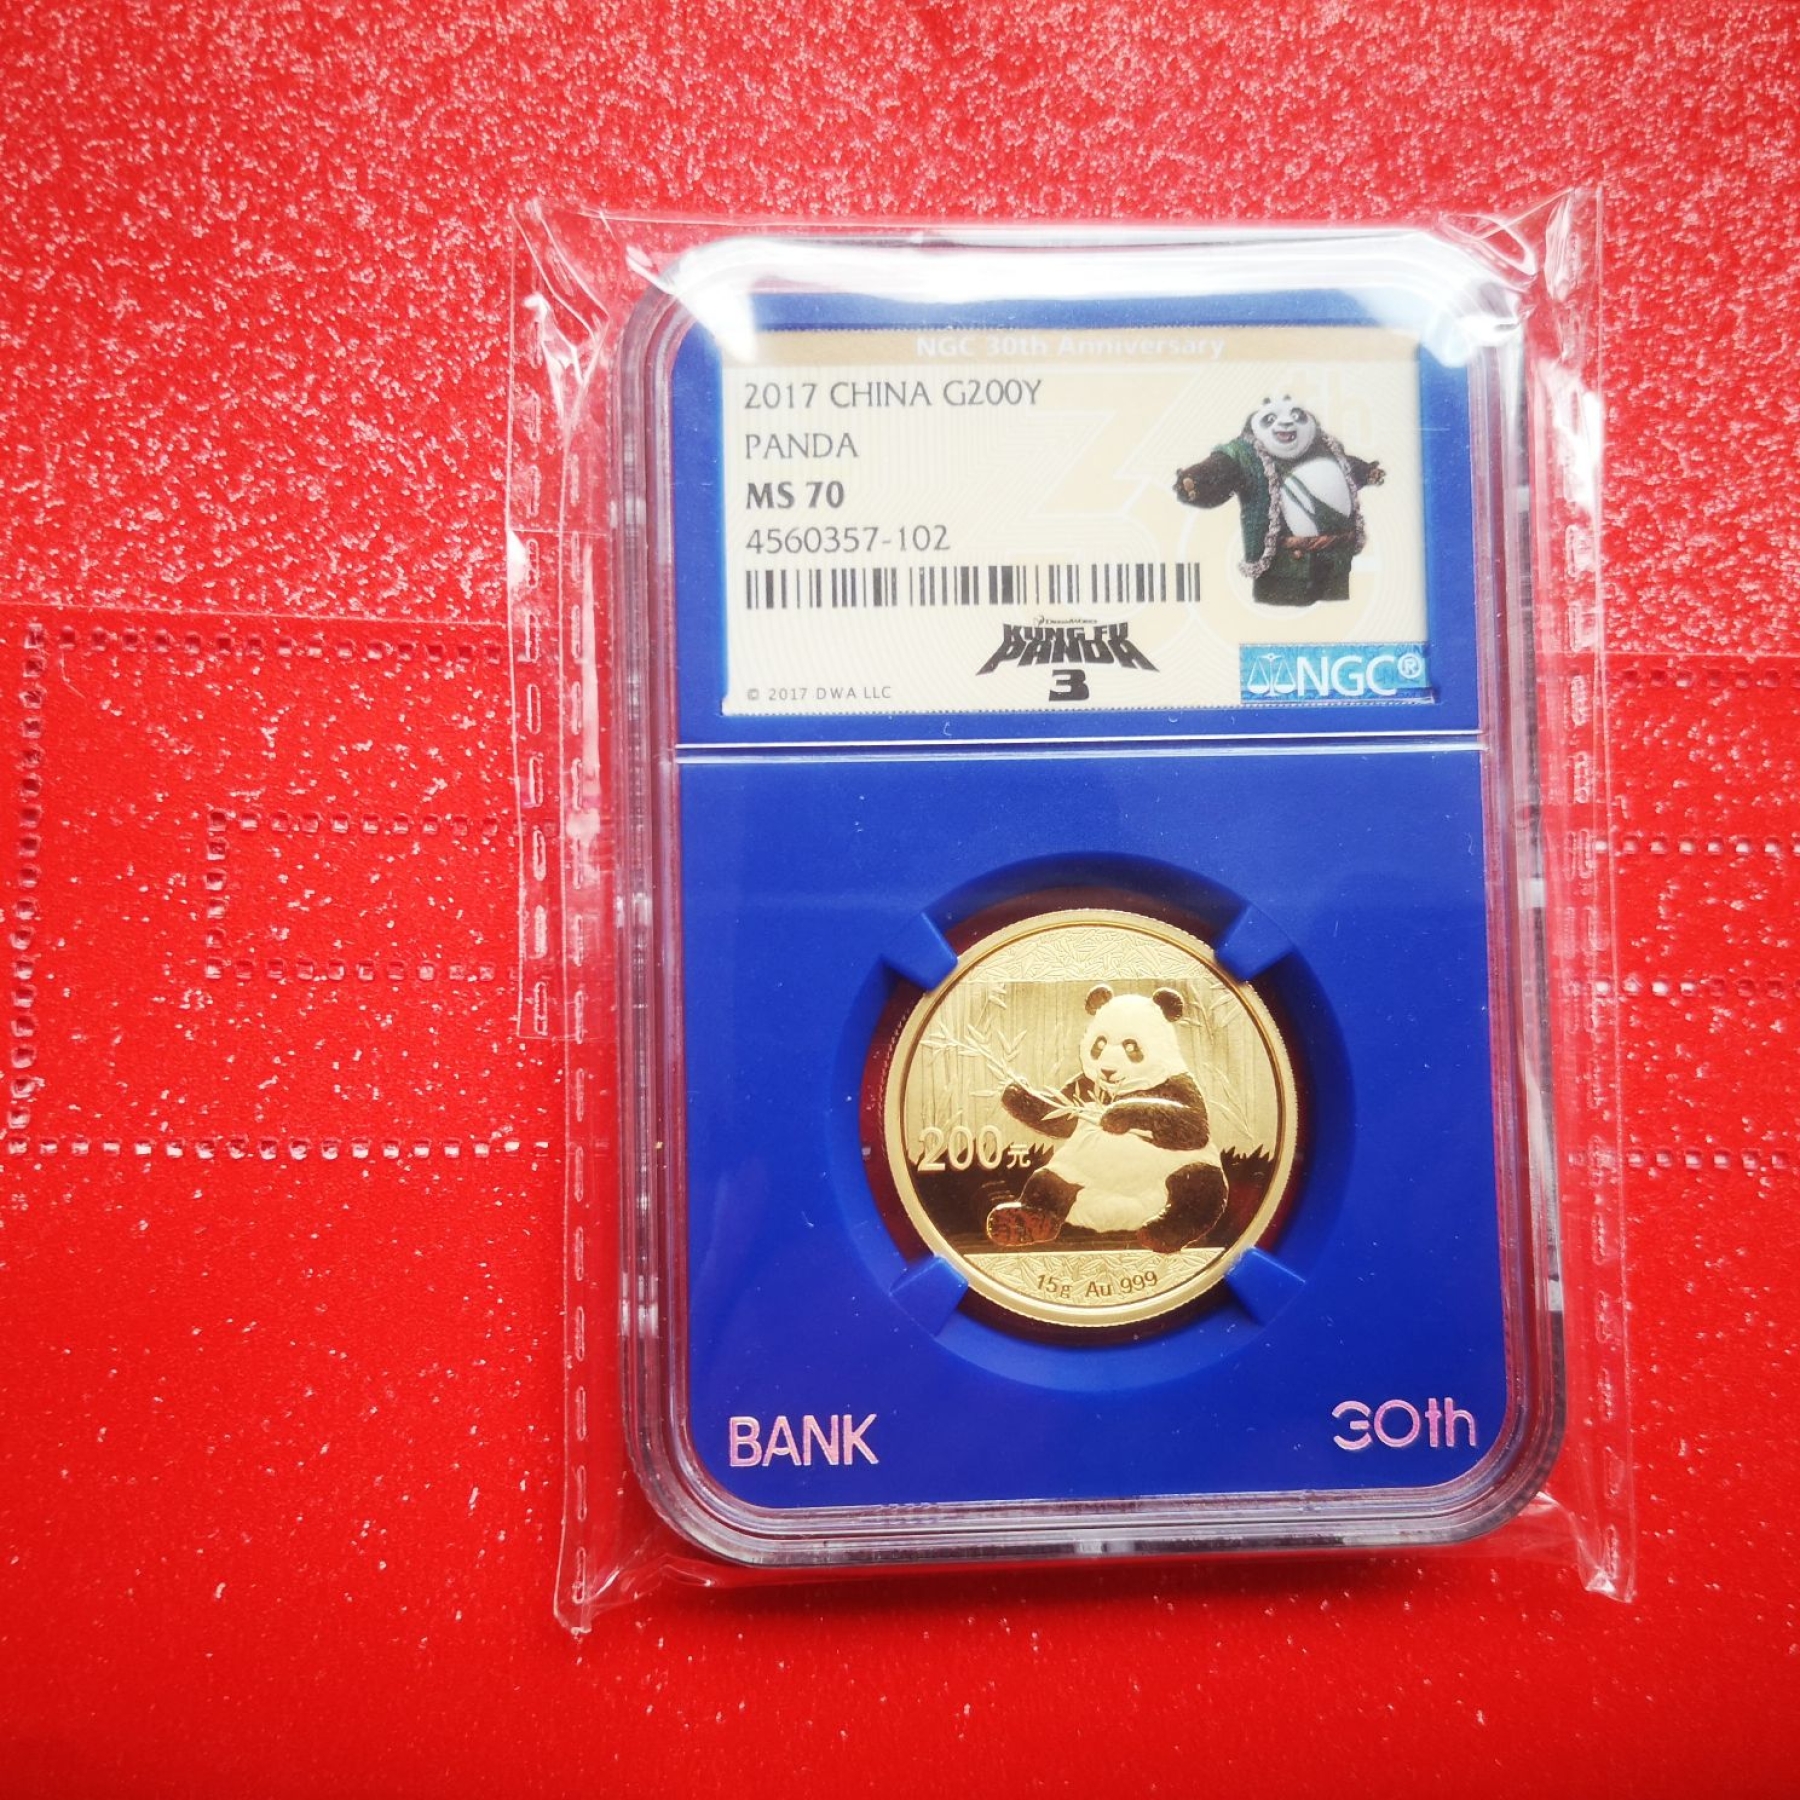 NGC 30th Anniversary
2017 CHINA G200Y
PANDA
MS 70
4560357-102
DREAMWORKS
KUNG FU
PANDA
3
© 2017 DWA LLC
NGC®
200元
15g Au 999
BANK
30th